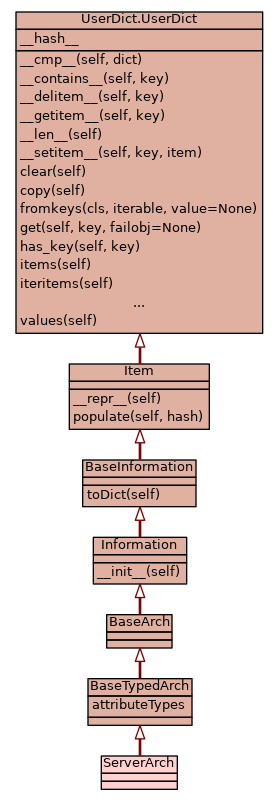 UserDict.UserDict
__hash__
__cmp__(self, dict)
__contains__(self, key)
__delitem__(self, key)
__getitem__(self, key)
__len__(self)
__setitem__(self, key, item)
clear(self)
copy(self)
fromkeys(cls, iterable, value=None)
get(self, key, failobj=None)
has_key(self, key)
items(self)
iteritems(self)
...
values(self)
Item
__repr__(self)
populate(self, hash)
BaseInformation
toDict(self)
Information
__init__(self)
BaseArch
BaseTypedArch
attributeTypes
ServerArch